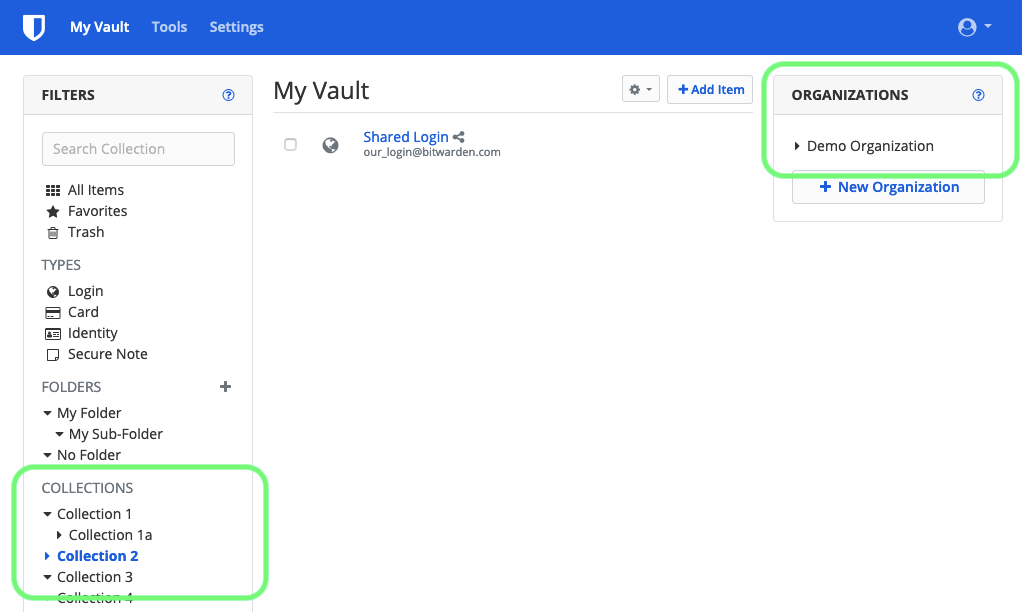 My Vault Tools Settings
FILTERS
Search Collection
All Items
Favorites
Trash
TYPES
Login
Card
Identity
Secure Note
FOLDERS
My Folder
My Sub-Folder
No Folder
COLLECTIONS
Collection 1
Collection 1a
Collection 2
Collection 3
Collection 4
My Vault
Add Item
Shared Login
our_login@bitwarden.com
ORGANIZATIONS
Demo Organization
New Organization